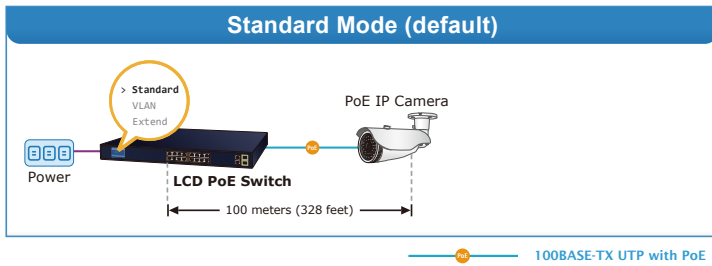 Standard Mode (default)
> Standard
VLAN
Extend
PoE IP Camera
PoE
Power
LCD PoE Switch
100 meters (328 feet)
PoE
100BASE-TX UTP with PoE